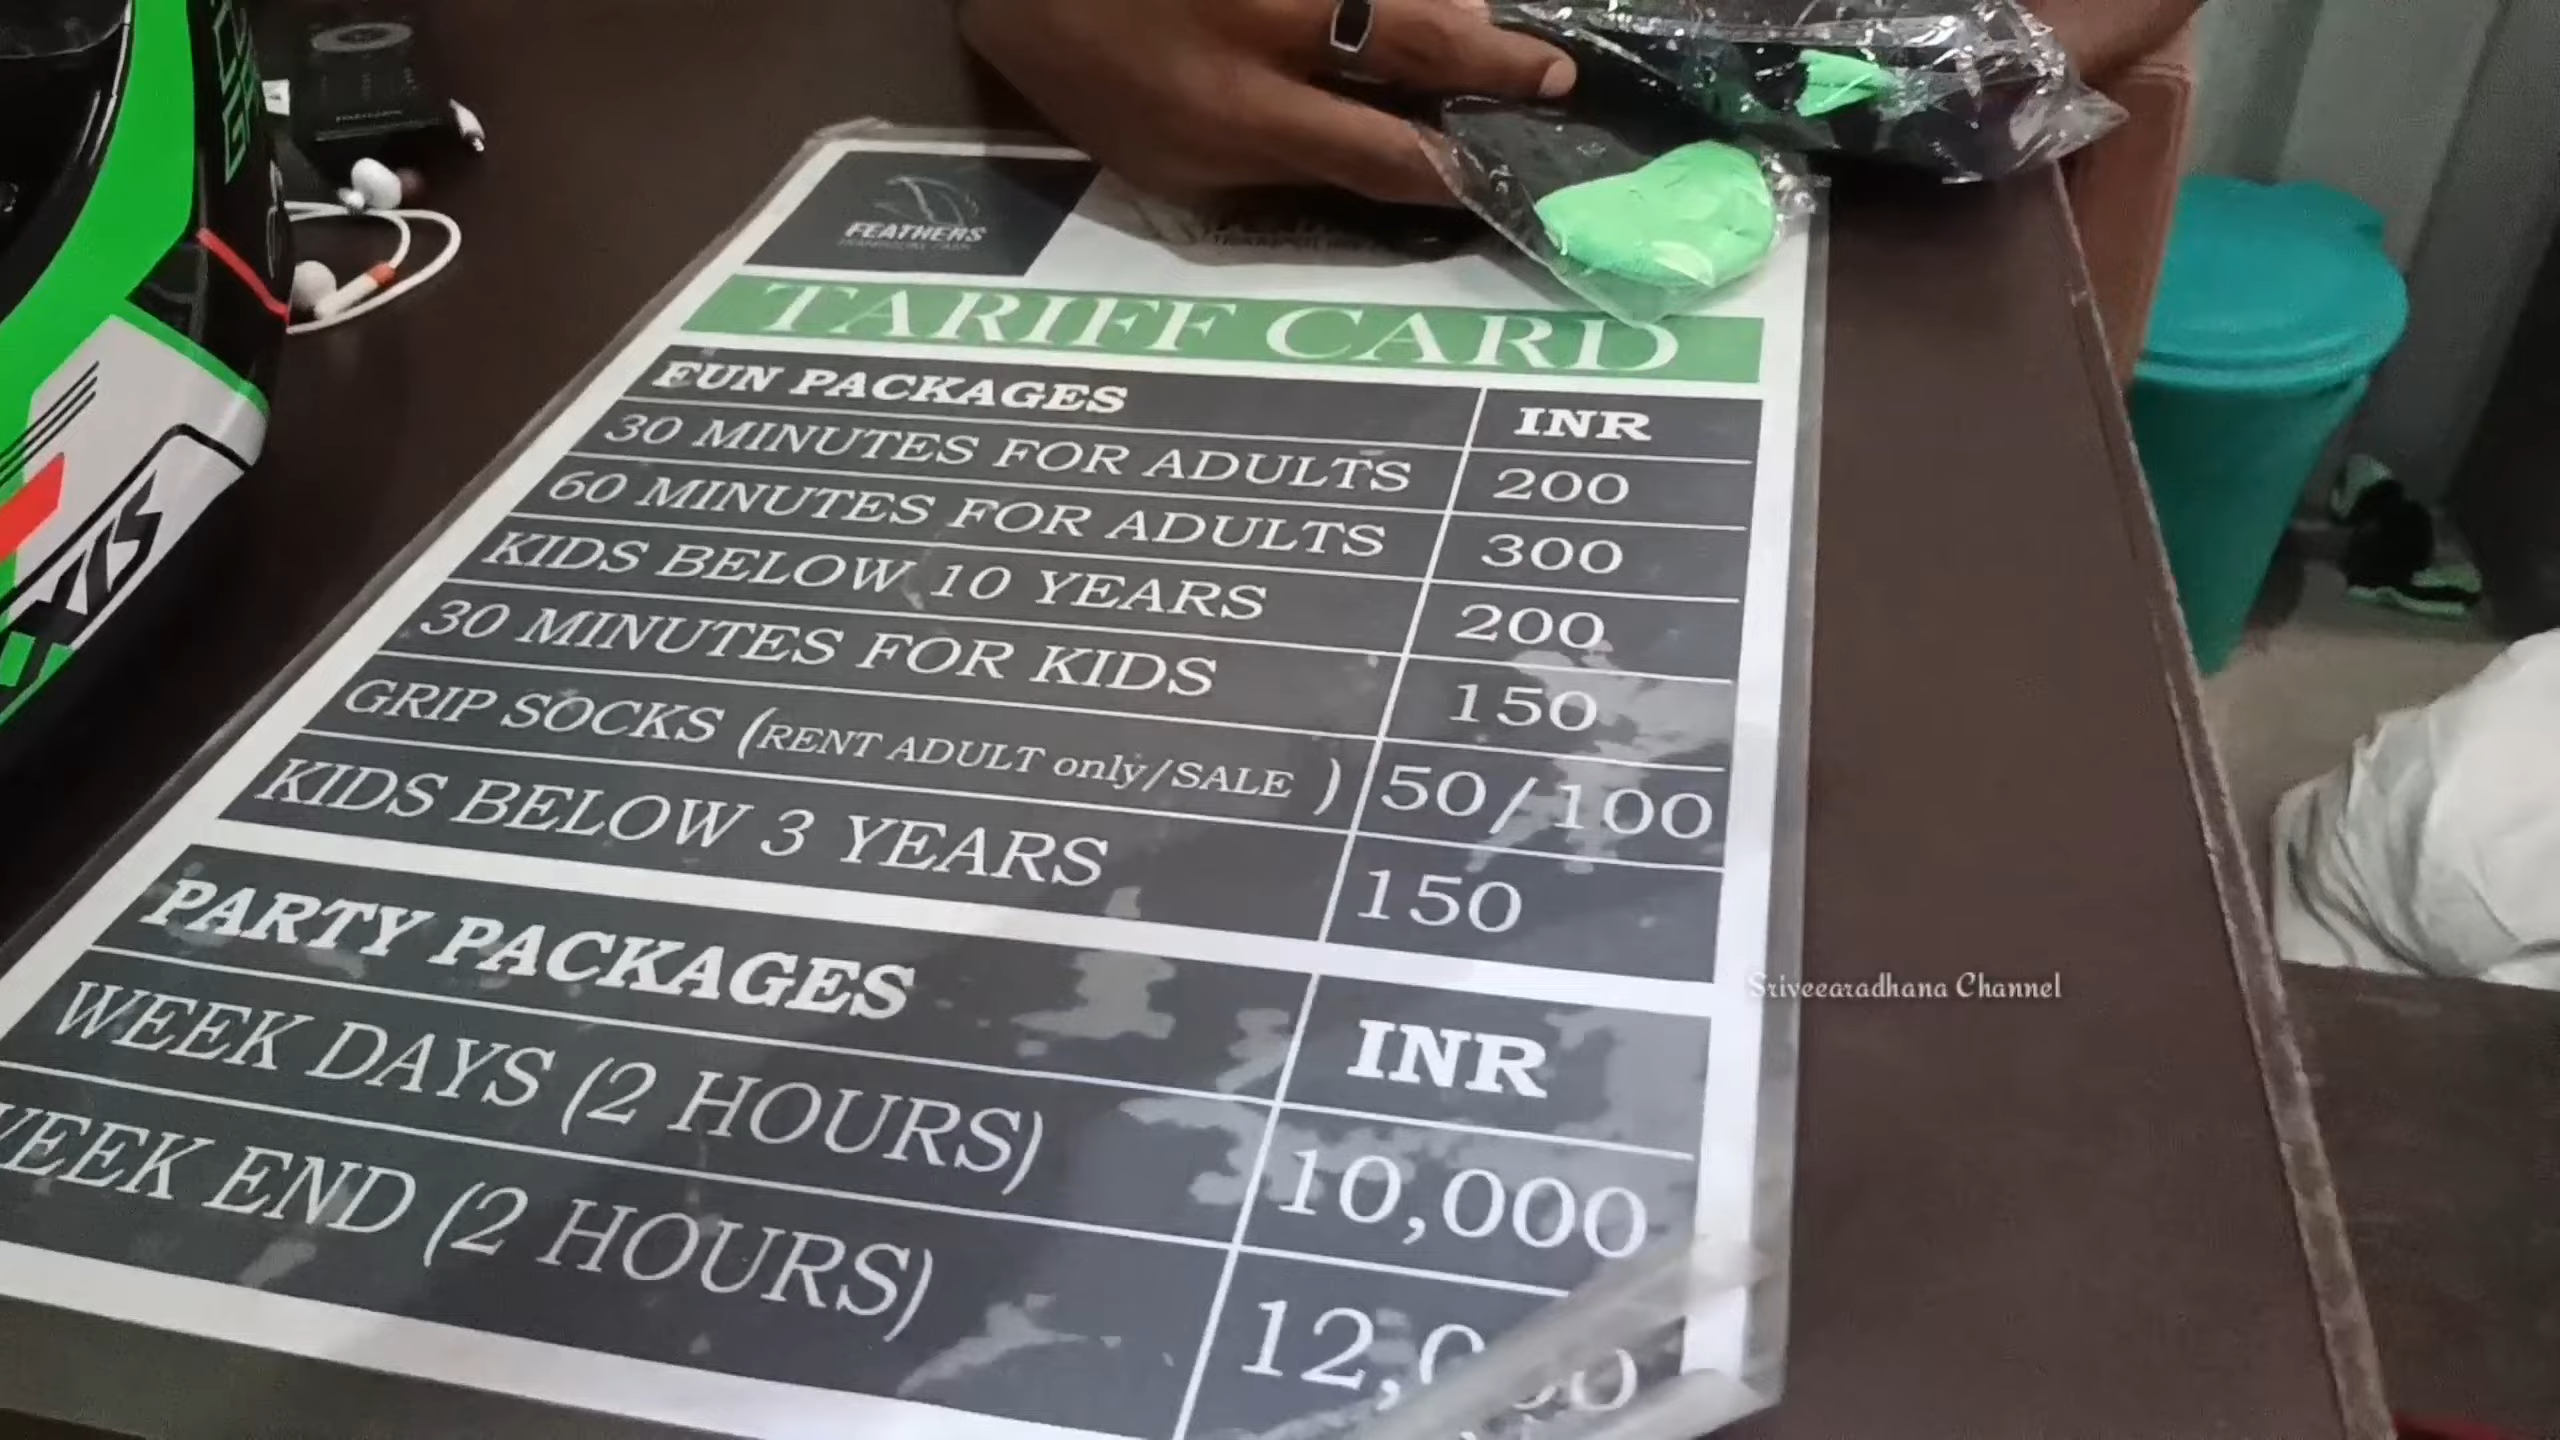 FEATHERS
TARIFF CARD
FUN PACKAGES INR
30 MINUTES FOR ADULTS 200
60 MINUTES FOR ADULTS 300
KIDS BELOW 10 YEARS 200
30 MINUTES FOR KIDS 150
GRIP SOCKS (RENT ADULT only/SALE ) 50/100
KIDS BELOW 3 YEARS 150
PARTY PACKAGES INR
WEEK DAYS (2 HOURS) 10,000
WEEK END (2 HOURS)
Sriveearadhana Channel